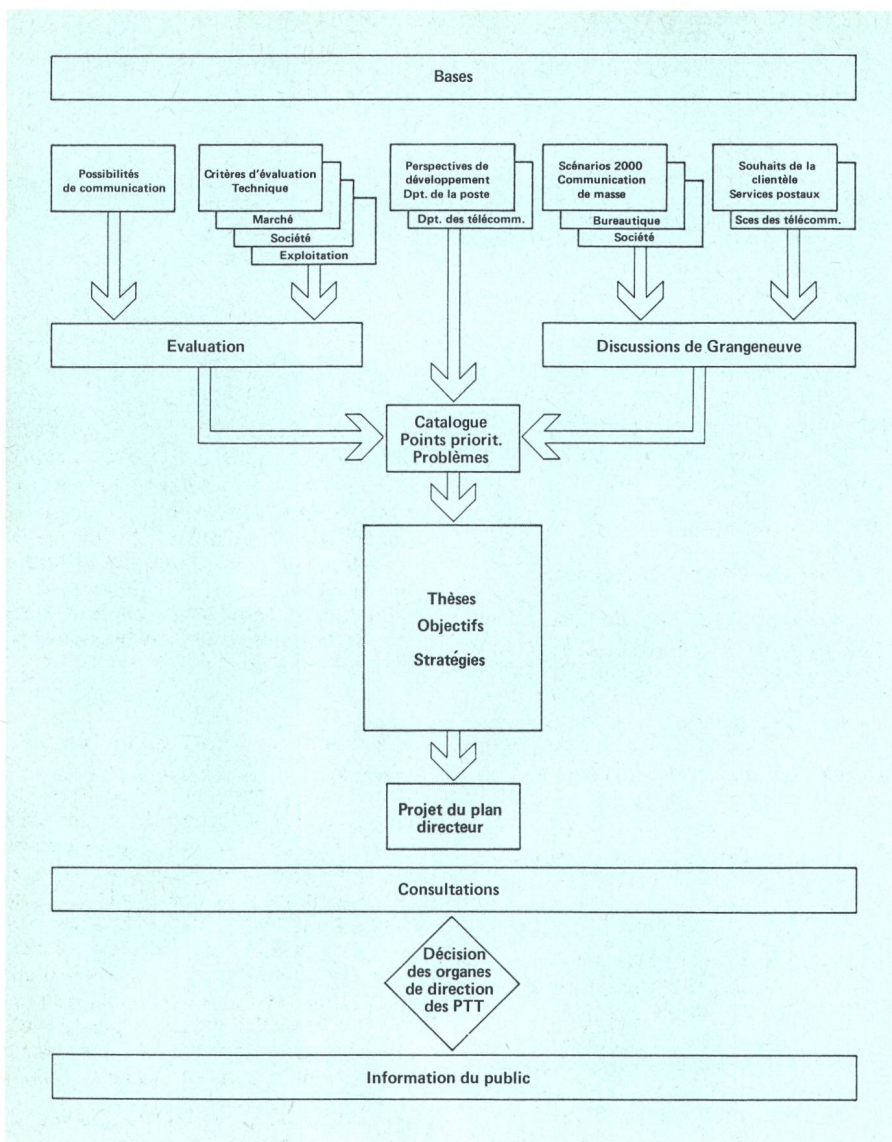 Bases
Possibilités
de communication
Critères d'évaluation
Technique
Marché
Société
Exploitation
Perspectives de
développement
Dpt. de la poste
Dpt. des télécomm.
Scénarios 2000
Communication
de masse
Bureautique
Société
Souhaits de la
clientèle
Services postaux
Sces des télécomm.
Evaluation
Discussions de Grangeneuve
Catalogue
Points priorit.
Problèmes
Thèses
Objectifs
Stratégies
Projet du plan
directeur
Consultations
Décision
des organes
de direction
des PTT
Information du public